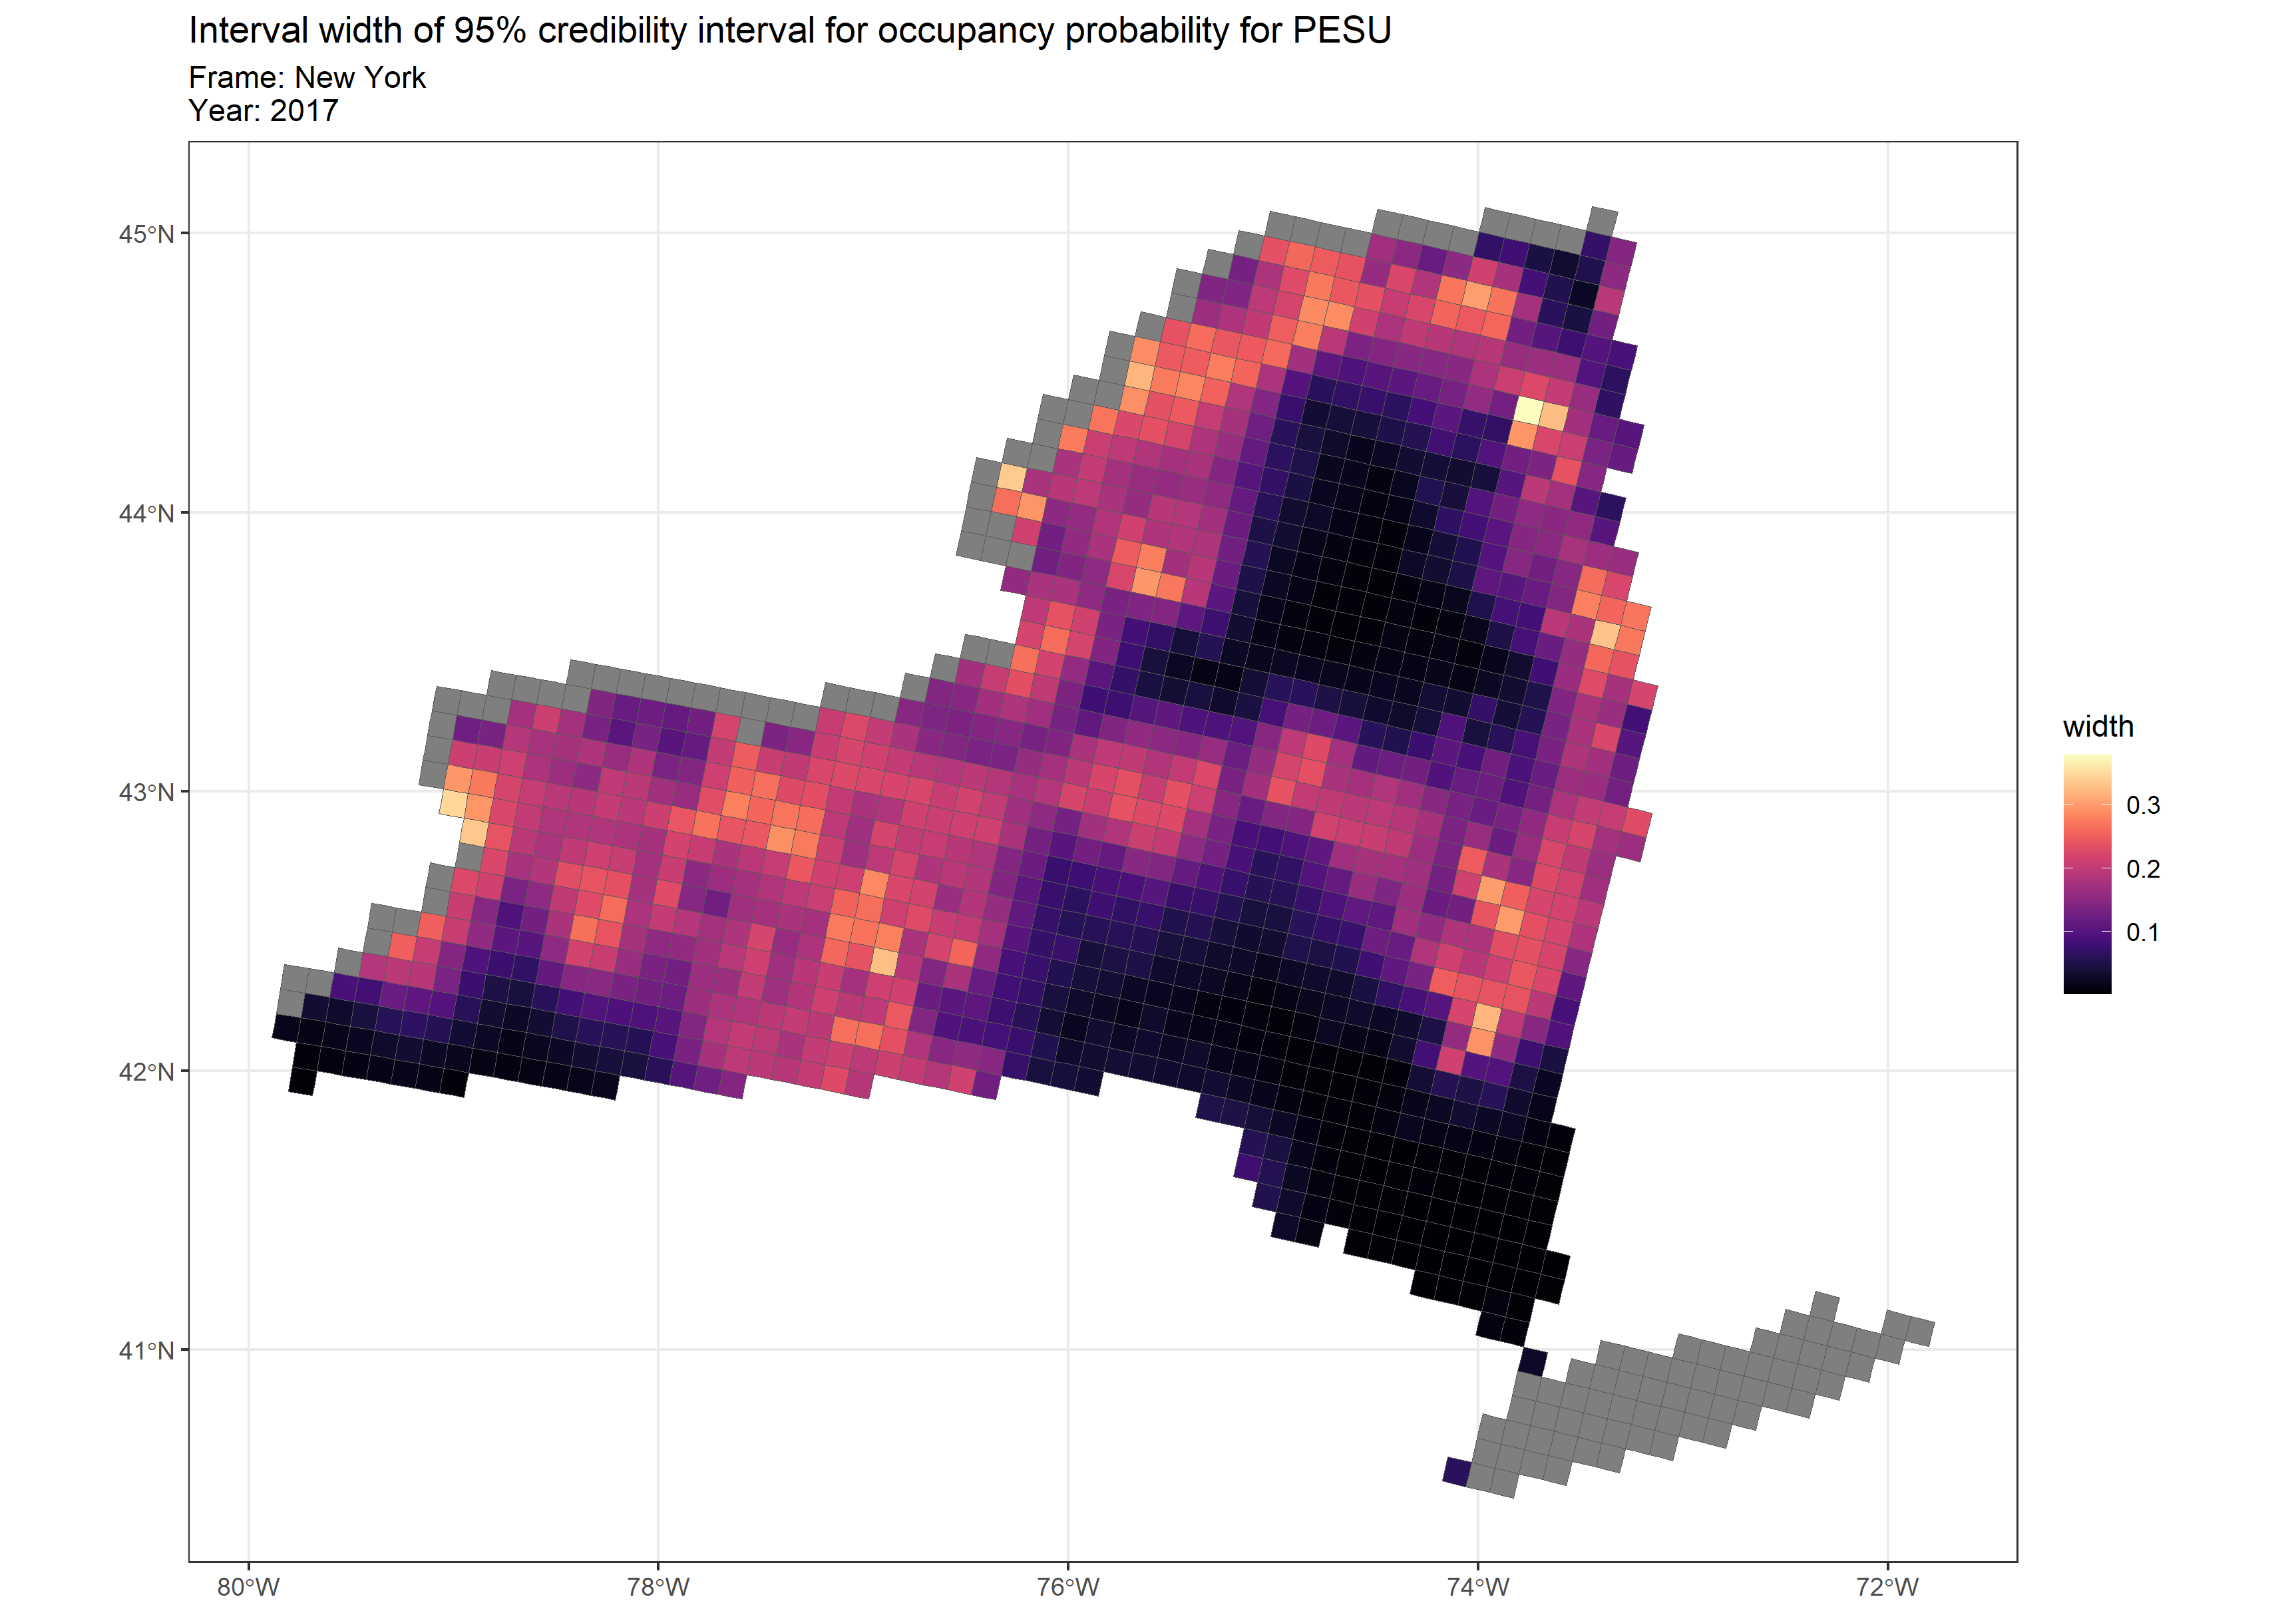 Interval width of 95% credibility interval for occupancy probability for PESU
Frame: New York
Year: 2017
45°N
44°N
43°N
42°N
41°N
80°W
78°W
76°W
74°W
72°W
width
0.3
0.2
0.1